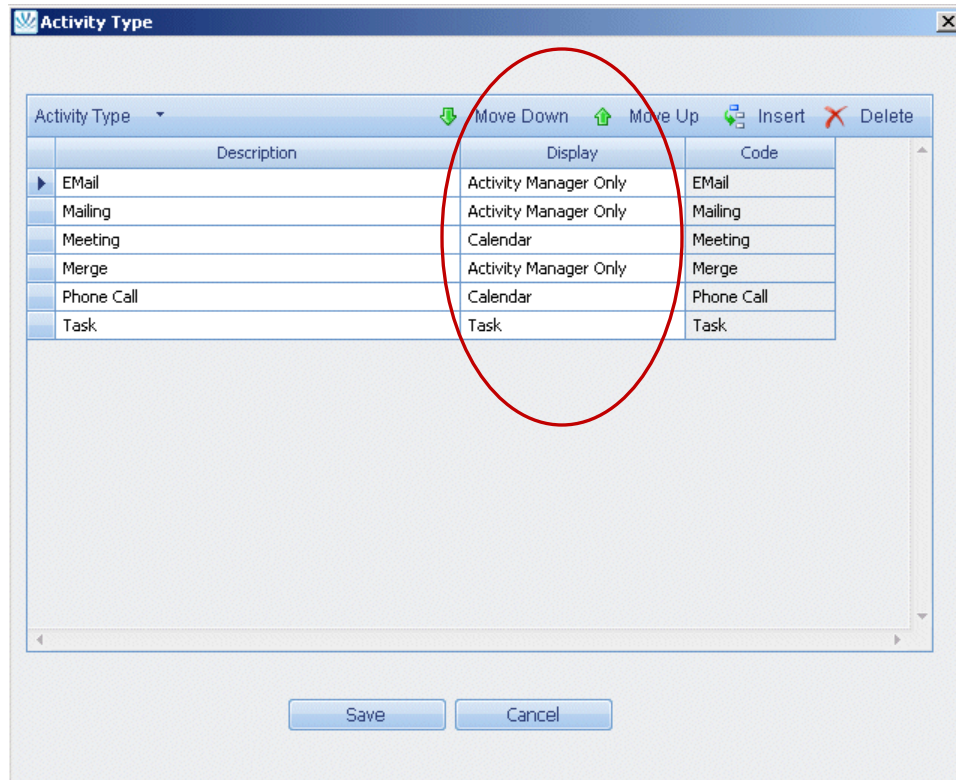 Activity Type
Activity Type Move Down Move Up Insert Delete
Description Display Code
EMail Activity Manager Only EMail
Mailing Activity Manager Only Mailing
Meeting Calendar Meeting
Merge Activity Manager Only Merge
Phone Call Calendar Phone Call
Task Task Task
Save Cancel